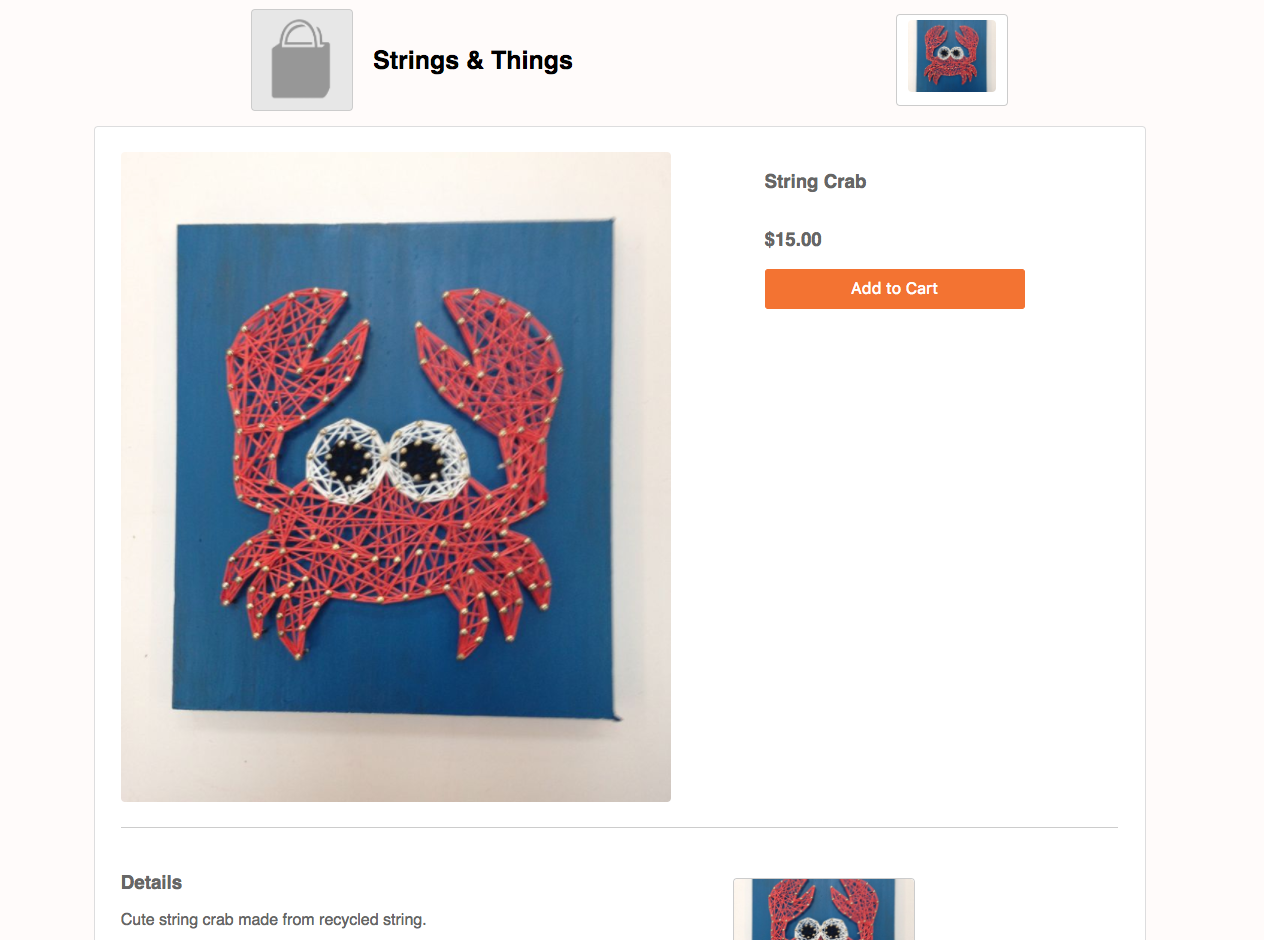 Strings & Things
String Crab
$15.00
Add to Cart
Details
Cute string crab made from recycled string.